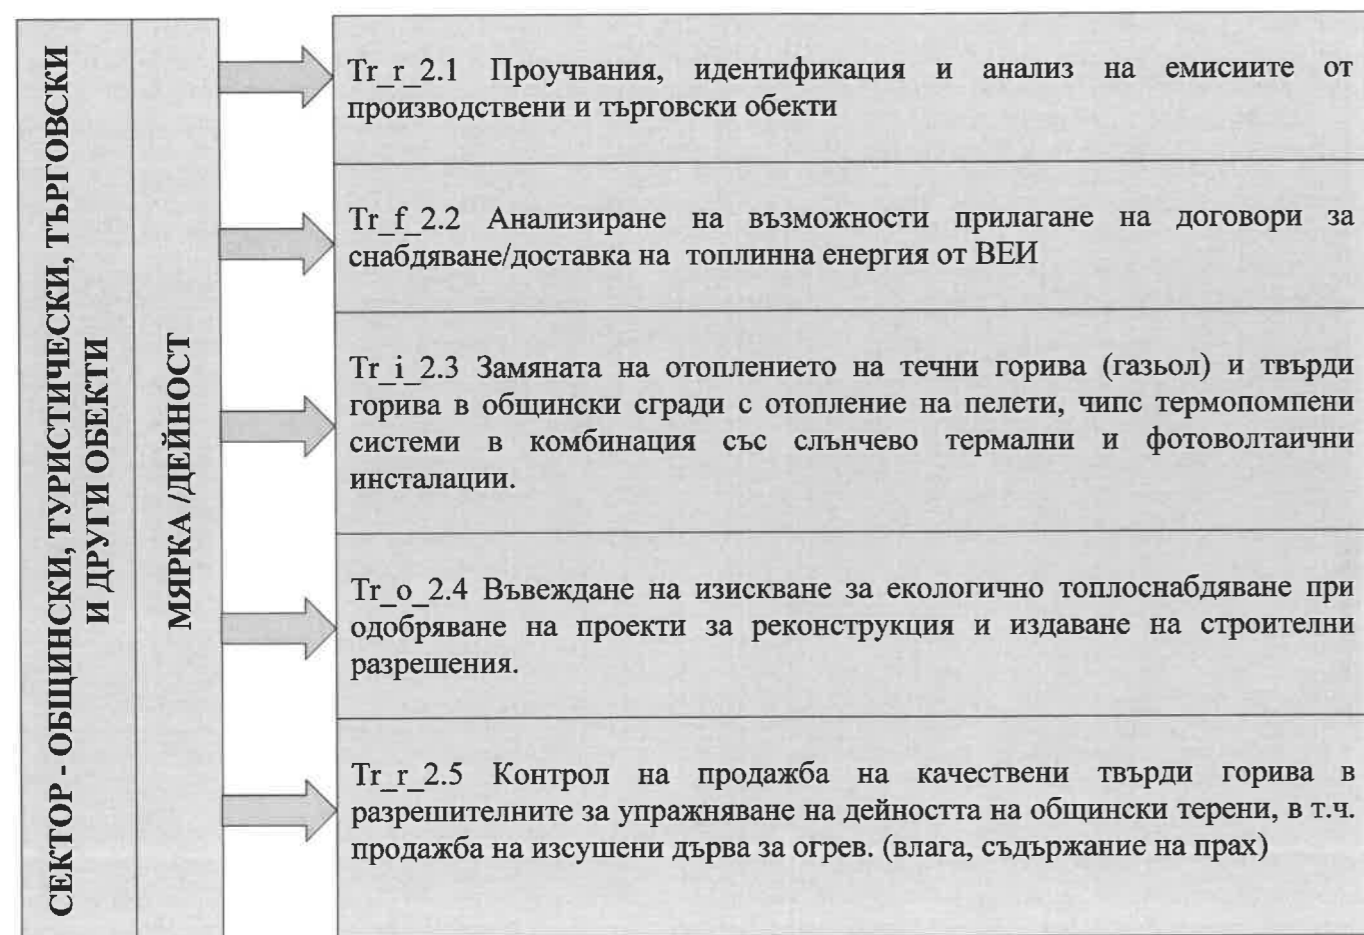 СЕКТОР - ОБЩИНСКИ, ТУРИСТИЧЕСКИ, ТЪРГОВСКИ
И ДРУГИ ОБЕКТИ
МЯРКА /ДЕЙНОСТ
Tr_r_2.1 Проучвания, идентификация и анализ на емисиите от
производствени и търговски обекти
Tr_f_2.2 Анализиране на възможности прилагане на договори за
снабдяване/доставка на топлинна енергия от ВЕИ
Tr_i_2.3 Замяната на отоплението на течни горива (газьол) и твърди
горива в общински сгради с отопление на пелети, чипс термопомпени
системи в комбинация със слънчево термални и фотоволтаични
инсталации.
Tr_o_2.4 Въвеждане на изискване за екологично топлоснабдяване при
одобряване на проекти за реконструкция и издаване на строителни
разрешения.
Tr_r_2.5 Контрол на продажба на качествени твърди горива в
разрешителните за упражняване на дейността на общински терени, в т.ч.
продажба на изсушени дърва за огрев. (влага, съдържание на прах)